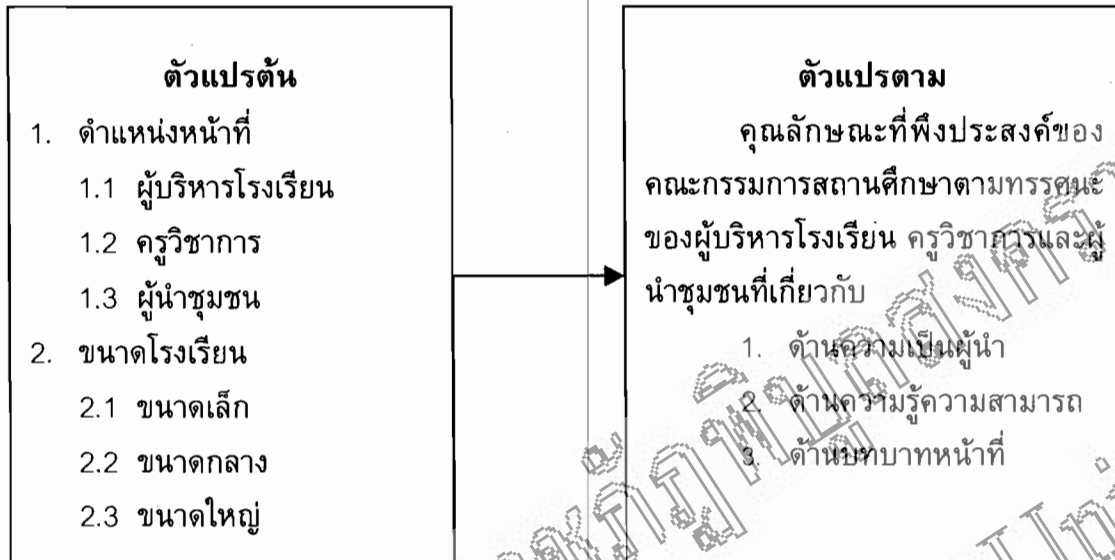 ตัวแปรต้น
1. ตำแหน่งหน้าที่
1.1 ผู้บริหารโรงเรียน
1.2 ครูวิชาการ
1.3 ผู้นำชุมชน
2. ขนาดโรงเรียน
2.1 ขนาดเล็ก
2.2 ขนาดกลาง
2.3 ขนาดใหญ่
ตัวแปรตาม
คุณลักษณะที่พึงประสงค์ของ
คณะกรรมการสถานศึกษาตามทรรศนะ
ของผู้บริหารโรงเรียน ครูวิชาการและผู้
นำชุมชนที่เกี่ยวกับ
1. ด้านความเป็นผู้นำ
2. ด้านความรู้ความสามารถ
3. ด้านบทบาทหน้าที่